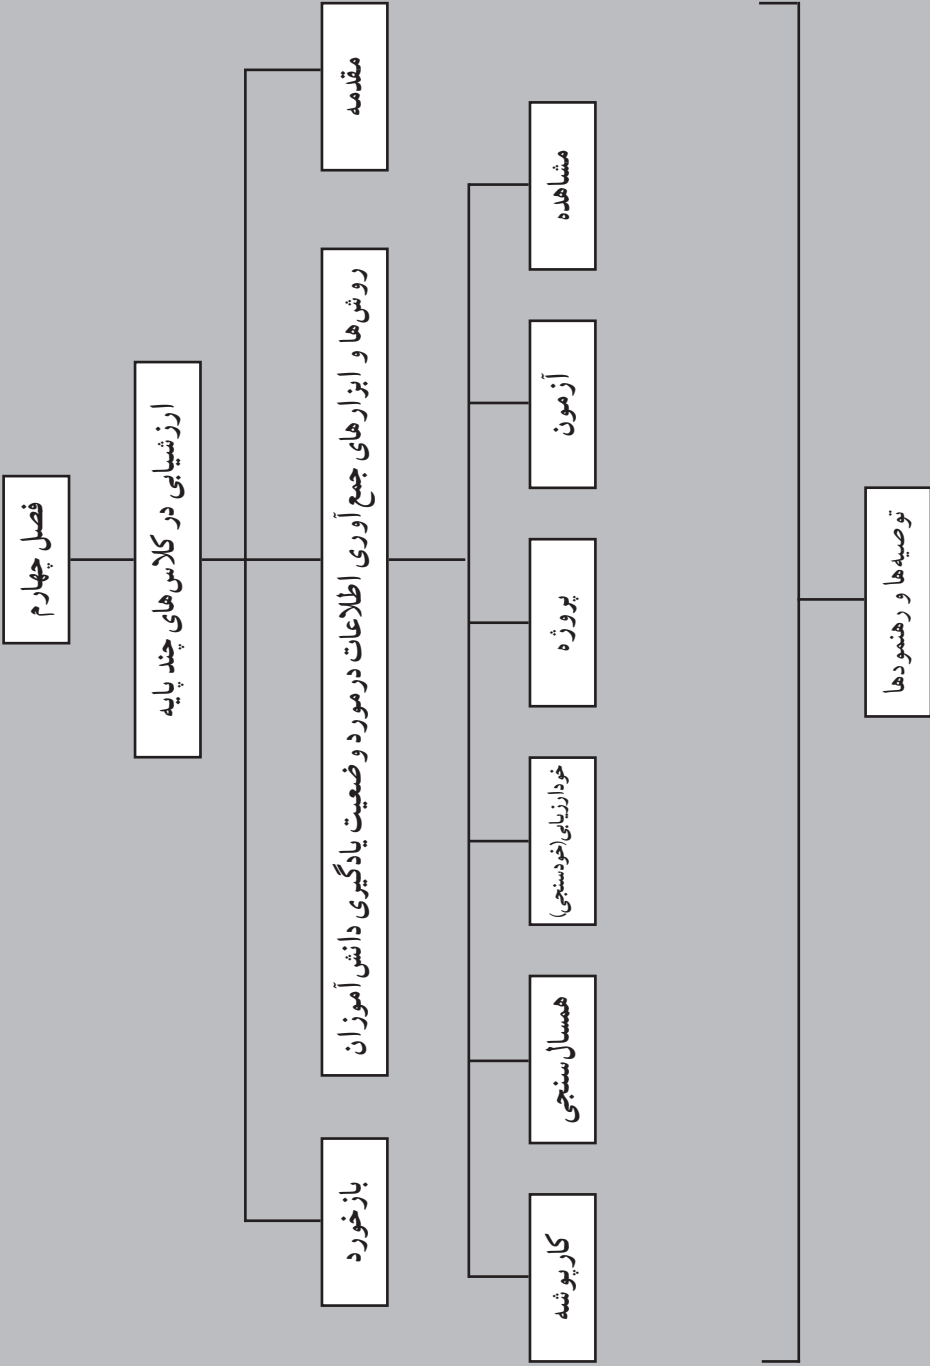 فصل چهارم
ارزشیابی در کلاس‌های چند پایه
مقدمه
روش‌ها و ابزارهای جمع‌آوری اطلاعات در مورد وضعیت یادگیری دانش‌آموزان
بازخورد
مشاهده
آزمون
پروژه
خودارزیابی(خودسنجی)
همسال‌سنجی
کارپوشه
توصیه‌ها و رهنمودها